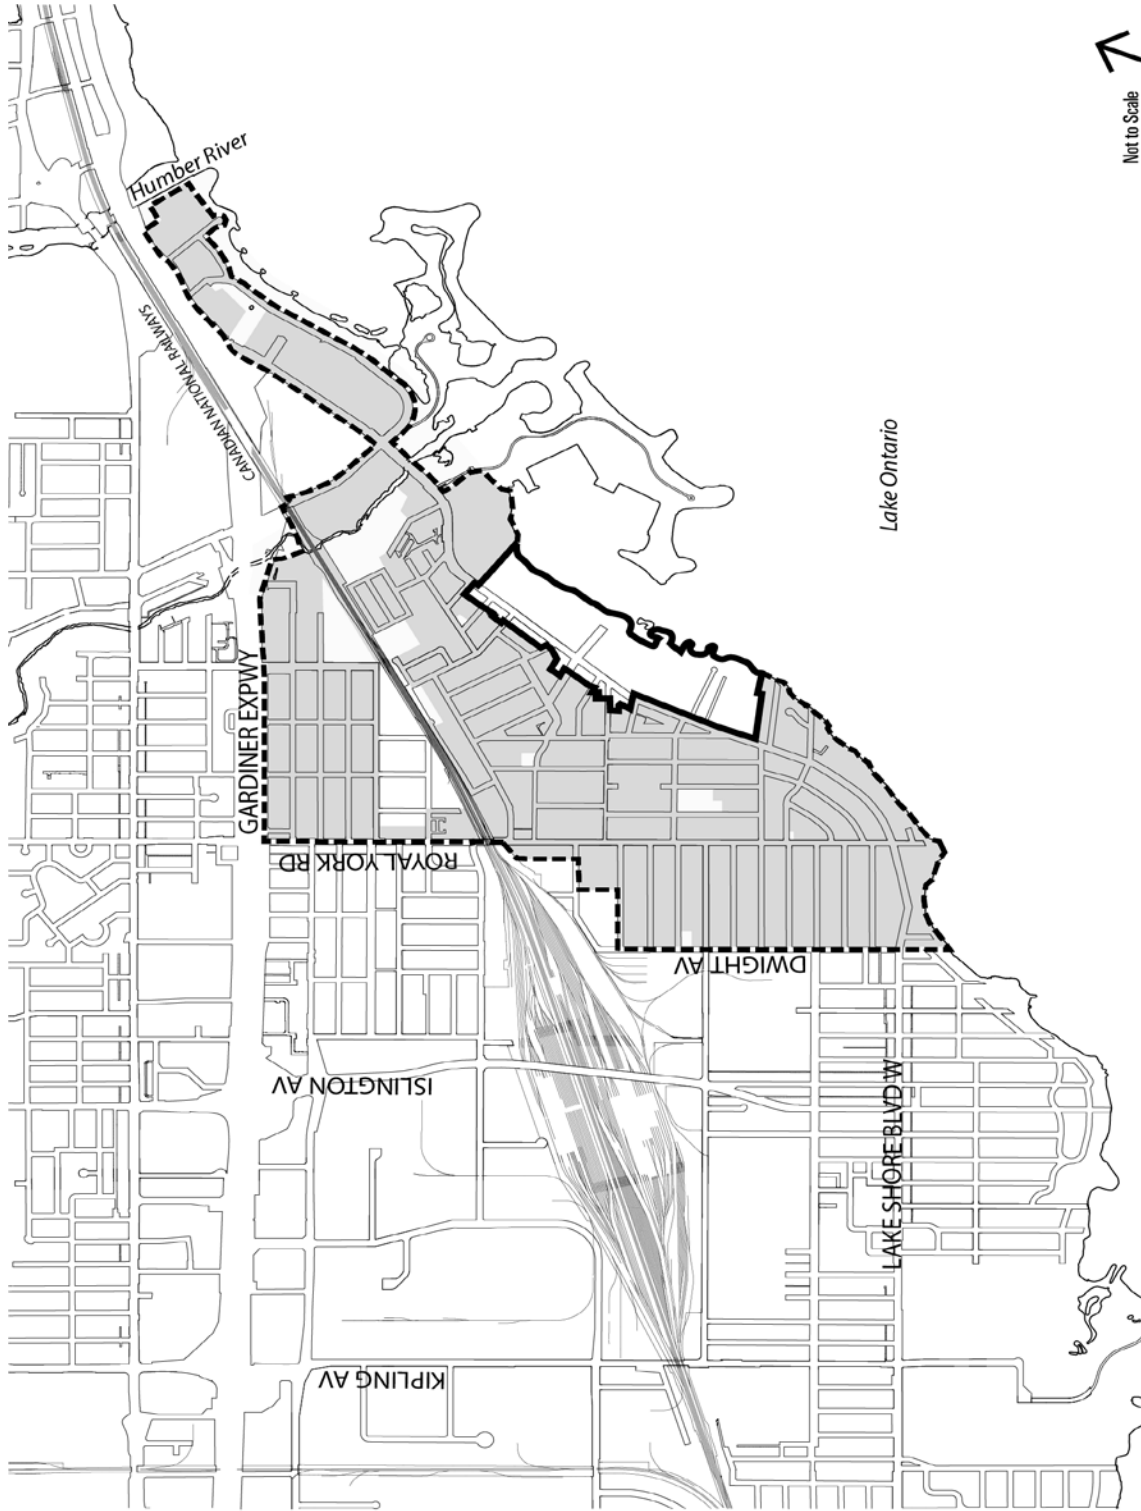 Not to Scale
Humber River
CANADIAN NATIONAL RAILWAYS
Lake Ontario
GARDINER EXPWY
ROYAL YORK RD
DWIGHT AV
ISLINGTON AV
LAKE SHORE BLVD W
KIPLING AV